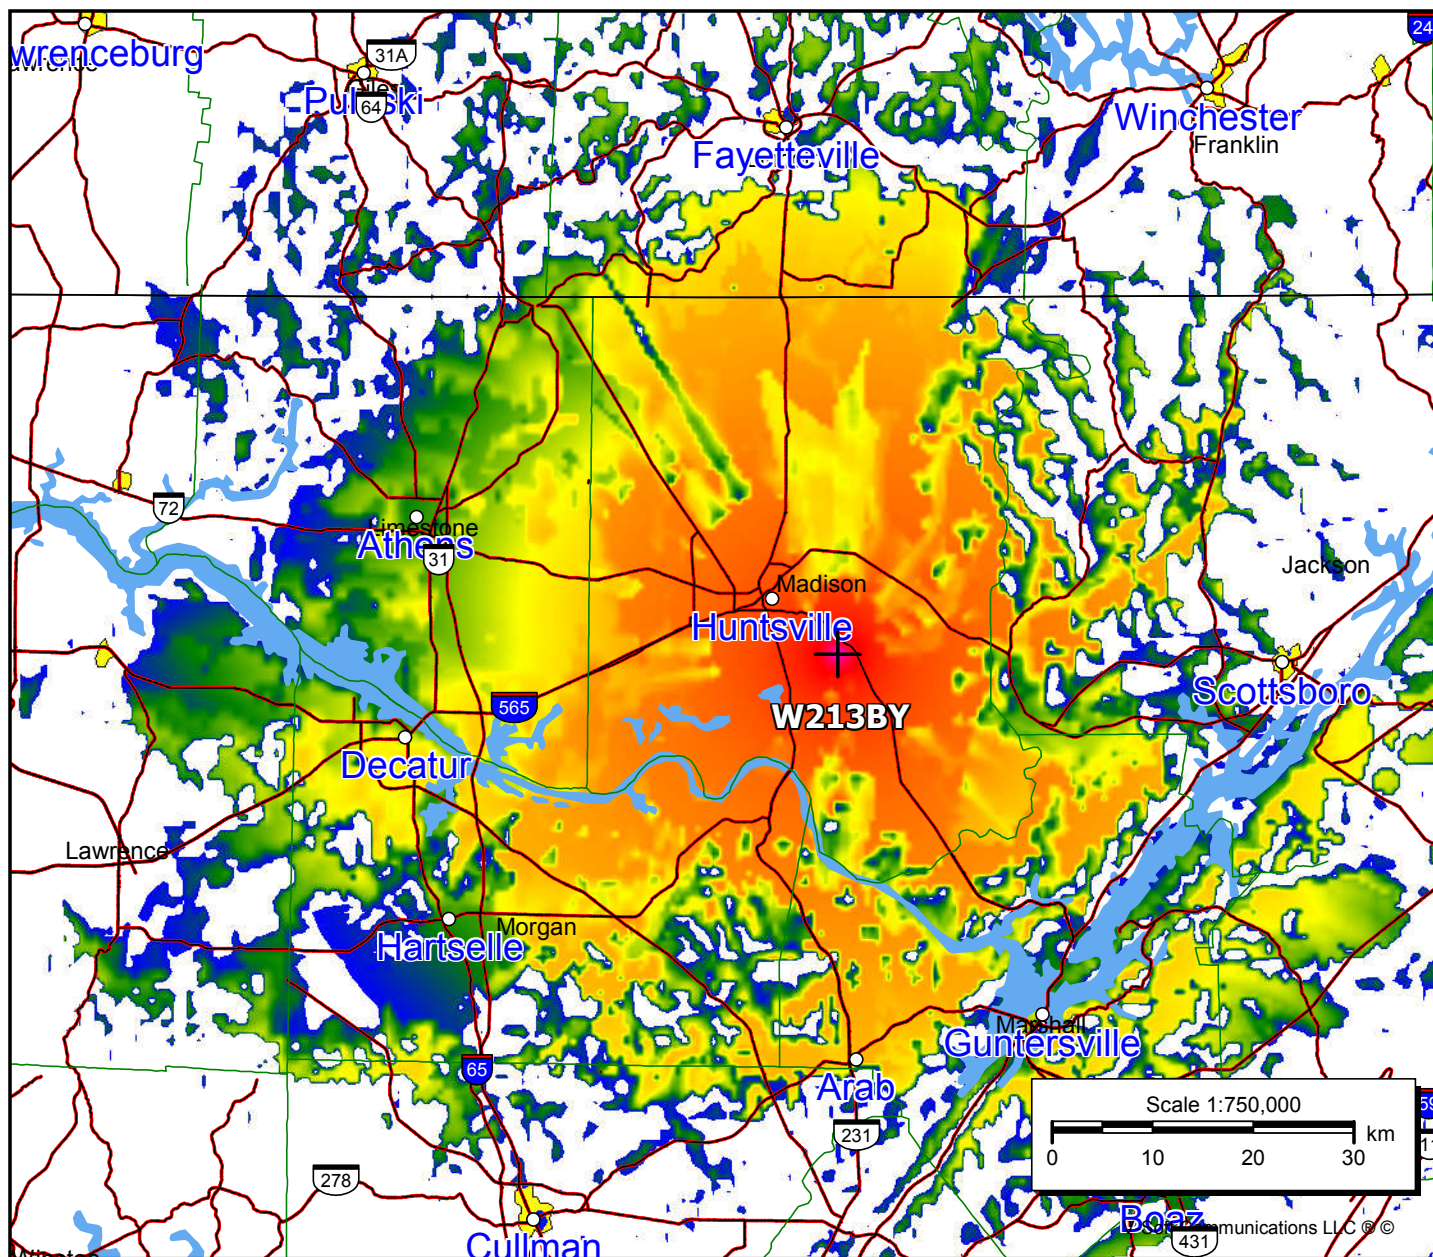 24
wrenceburg
31A
64
Winchester
Franklin
Fayetteville
72
Limestone
Athens
31
Jackson
Madison
Huntsville
Scottsboro
565
W213BY
Decatur
Lawrence
Morgan
Hartselle
Marshall
Guntersville
65
Arab
Scale 1:750,000
km
0 10 20 30
231
278
Boaz
431
Cullman